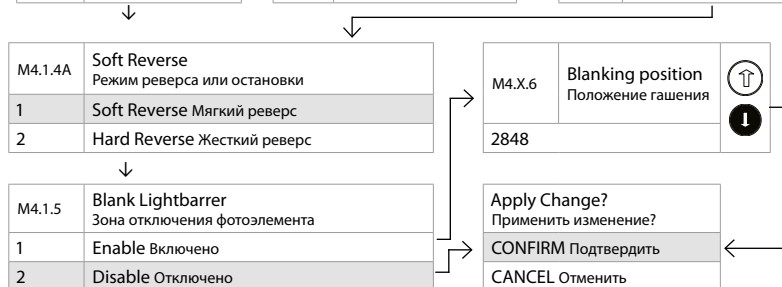 M4.1.4A
Soft Reverse
Режим реверса или остановки
1 Soft Reverse Мягкий реверс
2 Hard Reverse Жесткий реверс
M4.X.6
Blanking position
Положение гашения
2848
M4.1.5
Blank Lightbarrer
Зона отключения фотоэлемента
1 Enable Включено
2 Disable Отключено
Apply Change?
Применить изменение?
CONFIRM Подтвердить
CANCEL Отменить